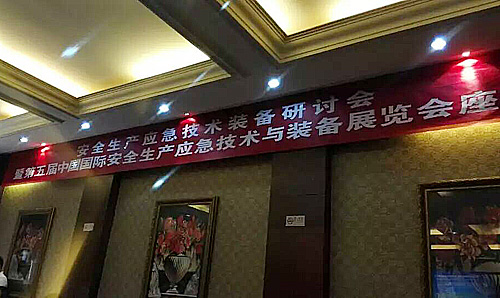 安全生产应急技术装备研讨会
暨第五届中国国际安全生产应急技术与装备展览会座